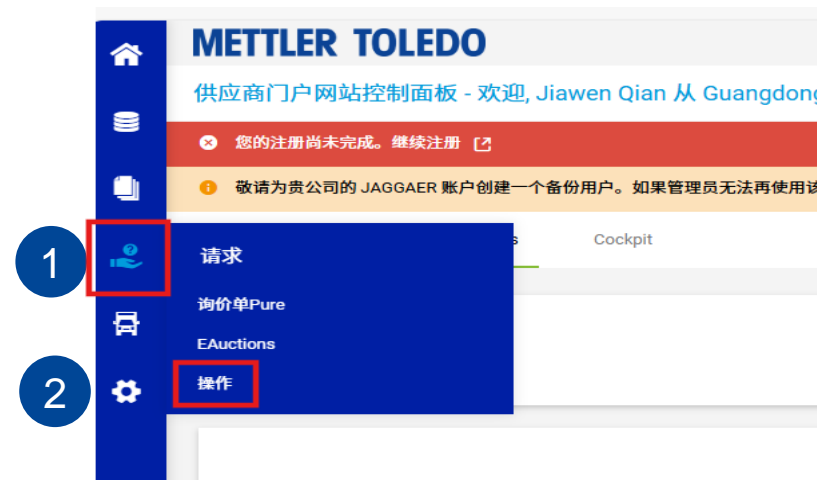 METTLER TOLEDO
供应商门户网站控制面板 - 欢迎, Jiawen Qian 从 Guangdong
您的注册尚未完成。继续注册
敬请为贵公司的 JAGGAER 账户创建一个备份用户。如果管理员无法再使用该
Cockpit
1
请求
询价单Pure
EAuctions
2
操作